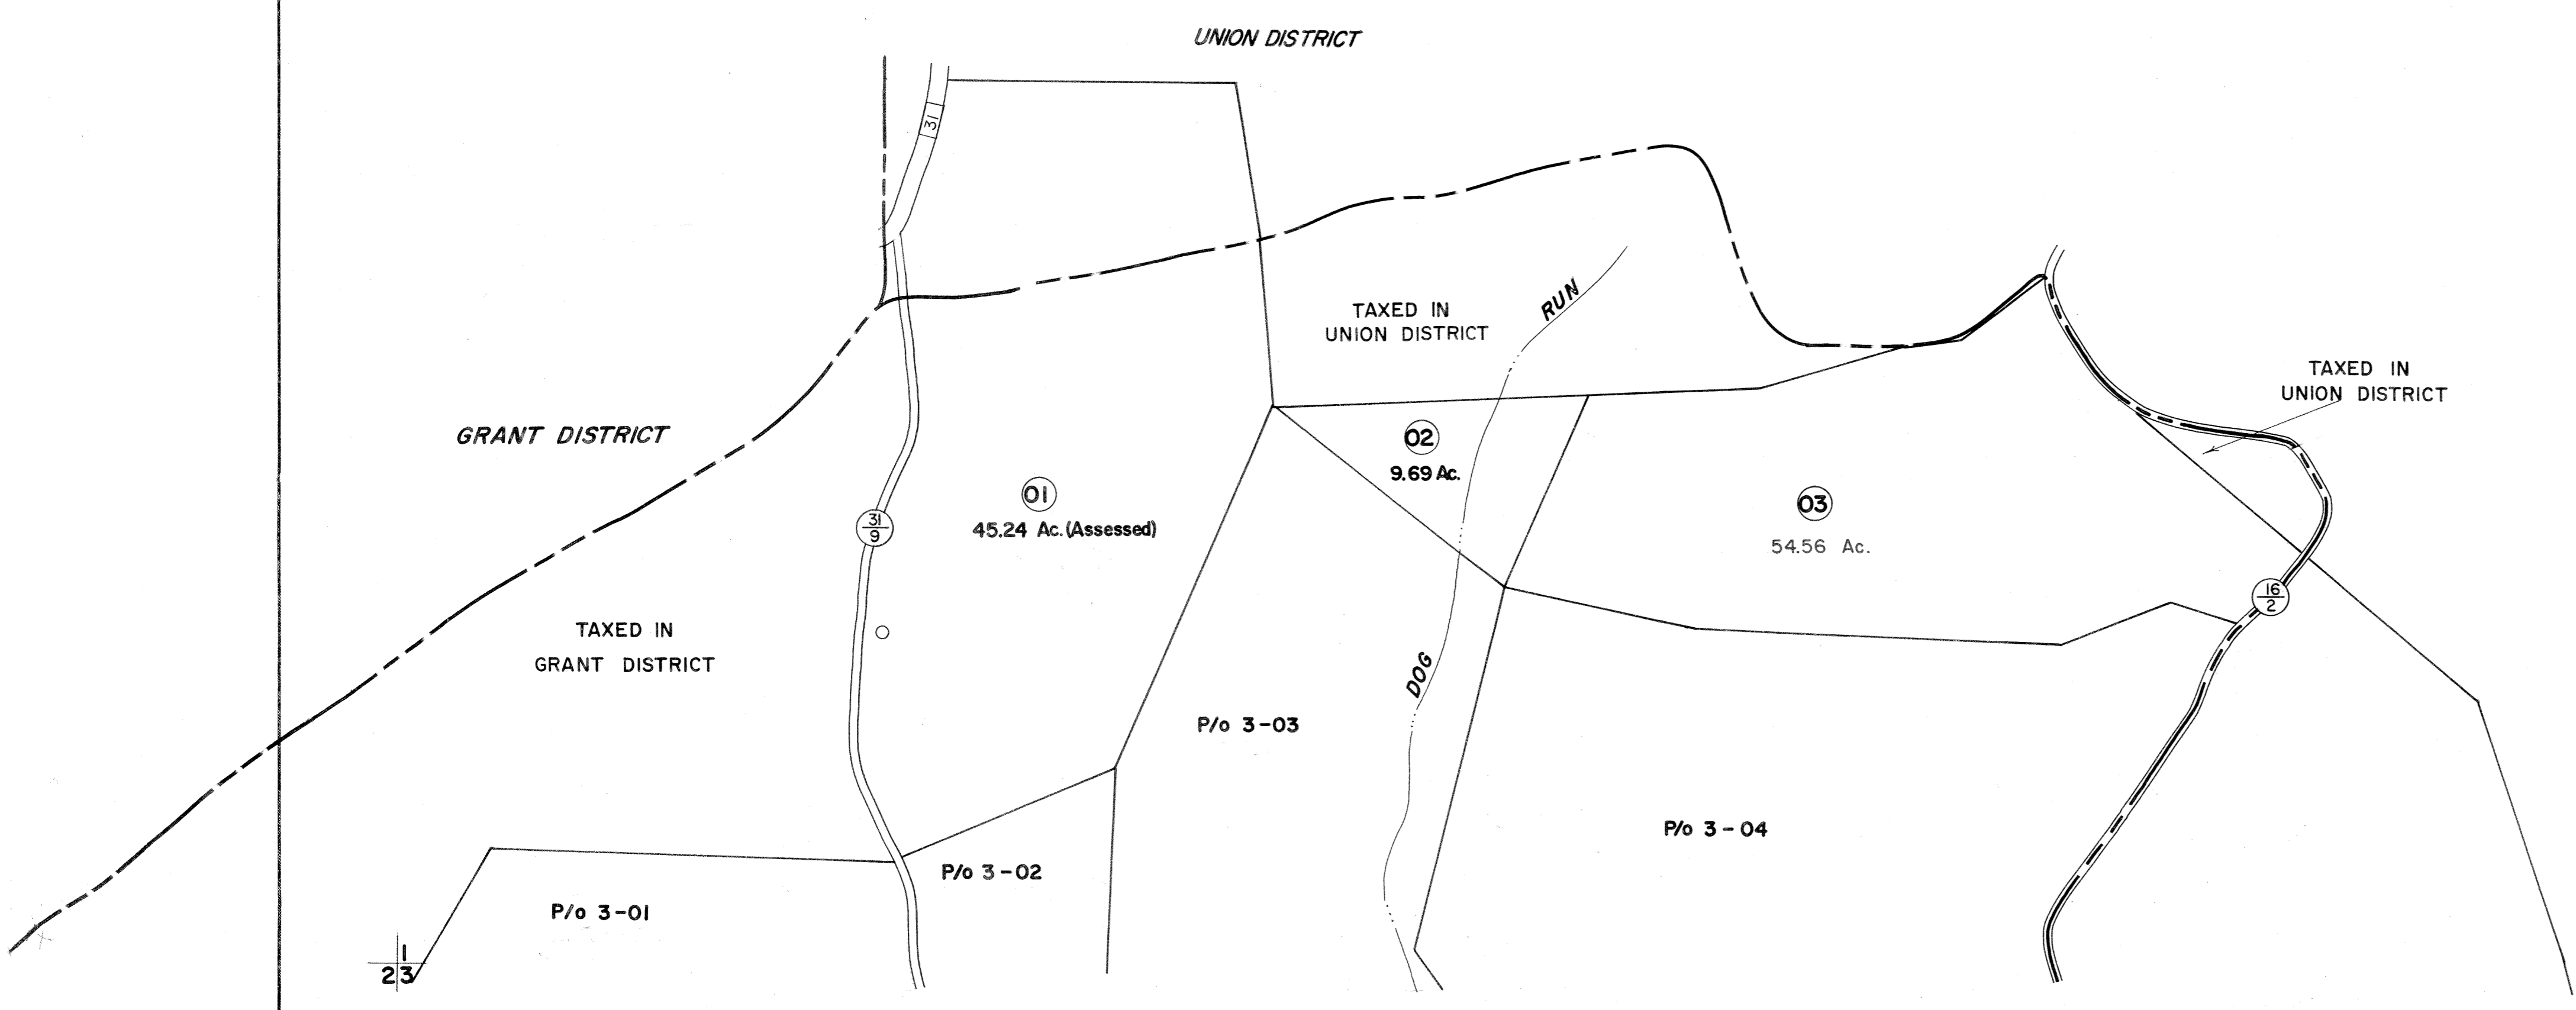 UNION DISTRICT
31
TAXED IN
UNION DISTRICT
RUN
TAXED IN
UNION DISTRICT
GRANT DISTRICT
02
9.69 Ac.
01
45.24 Ac. (Assessed)
03
54.56 Ac.
31
9
16
2
TAXED IN
GRANT DISTRICT
DOG
P/o 3-03
P/o 3-04
P/o 3-02
P/o 3-01
1
2 3